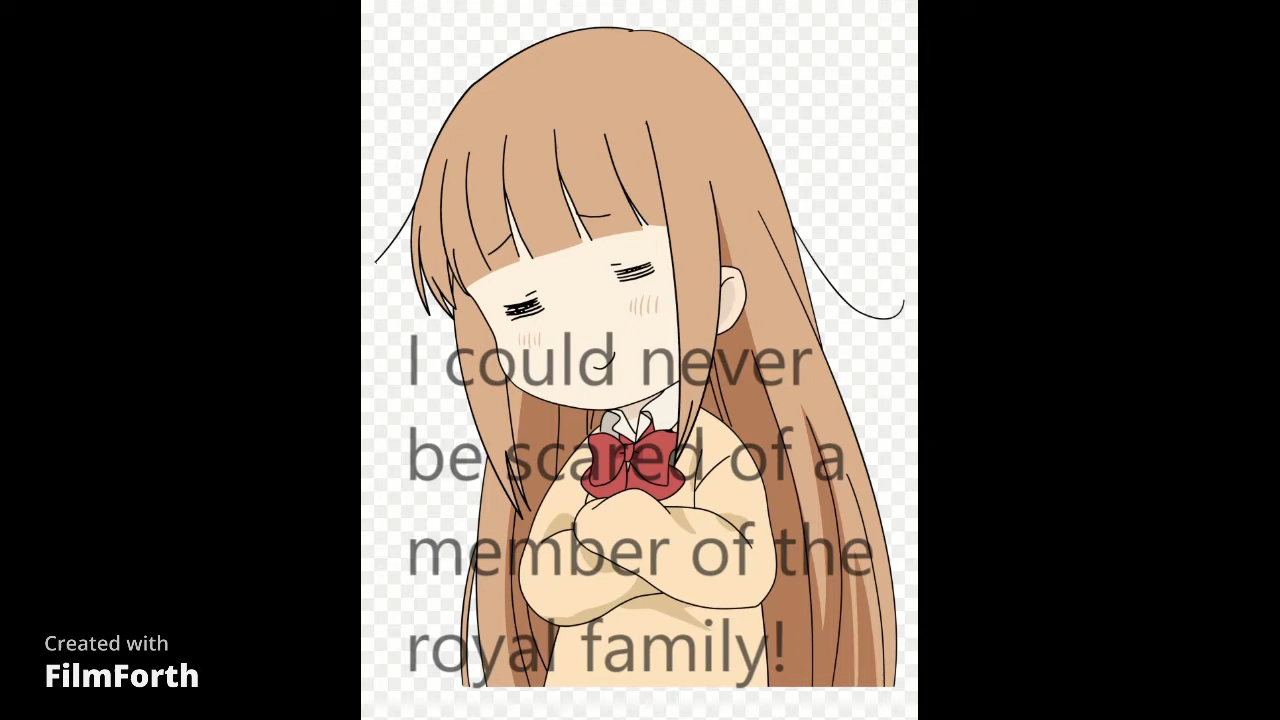 I could never
be scared of a
member of the
royal family!
Created with
FilmForth